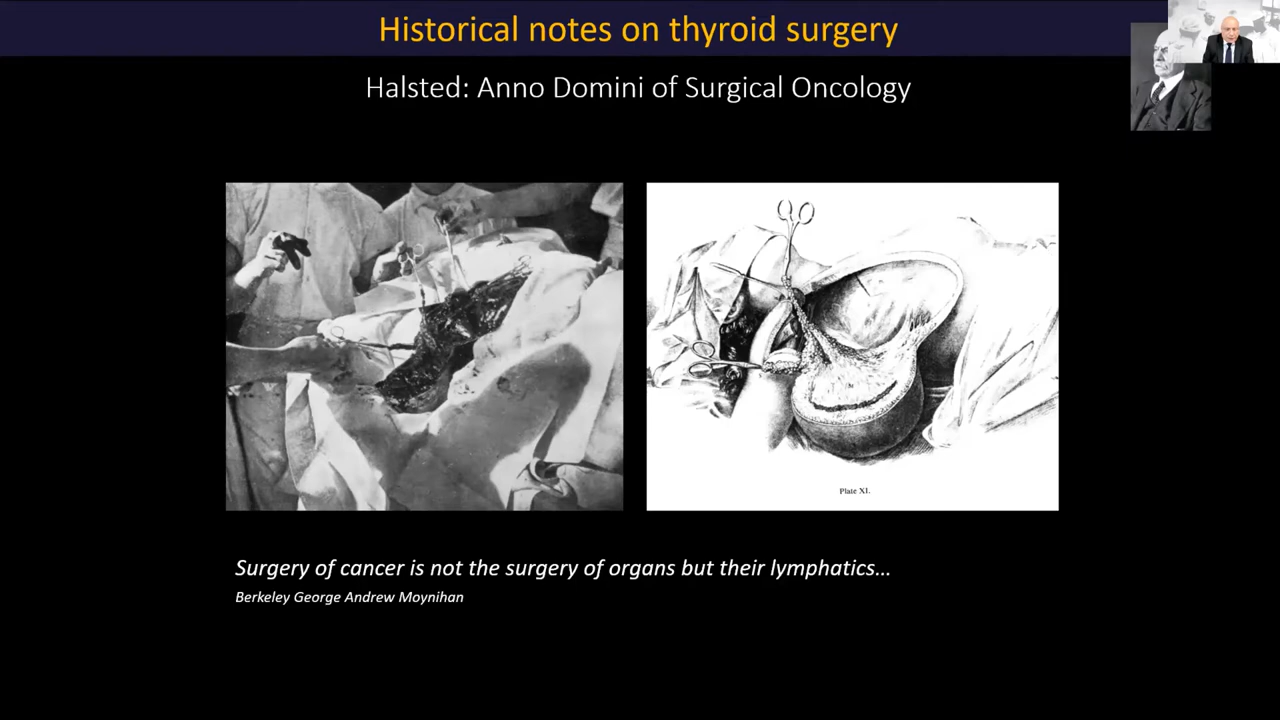 Historical notes on thyroid surgery
Halsted: Anno Domini of Surgical Oncology
Plate XI.
Surgery of cancer is not the surgery of organs but their lymphatics...
Berkeley George Andrew Moynihan